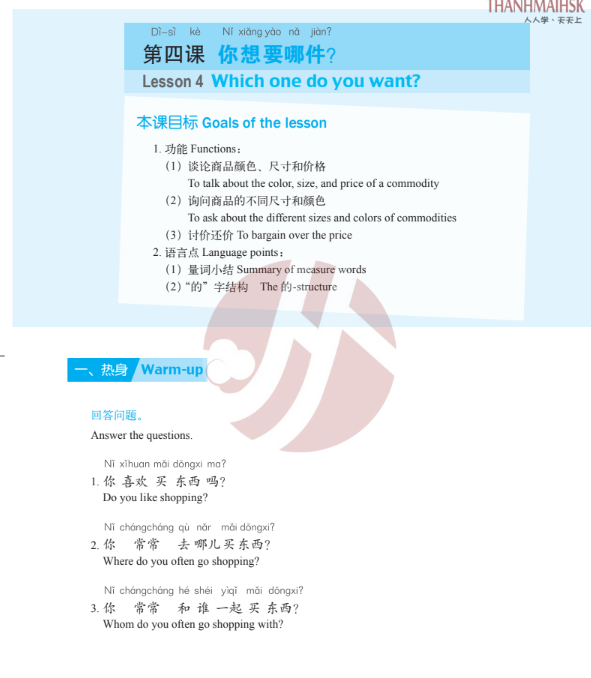 THANHMAIHSK
人人学·天天上
Dì-sì kè Nǐ xiǎng yào nǎ jiàn?
第四课 你想要哪件?
Lesson 4 Which one do you want?
本课目标 Goals of the lesson
1. 功能 Functions:
(1) 谈论商品颜色、尺寸和价格
To talk about the color, size, and price of a commodity
(2) 询问商品的不同尺寸和颜色
To ask about the different sizes and colors of commodities
(3) 讨价还价 To bargain over the price
2. 语言点 Language points:
(1) 量词小结 Summary of measure words
(2) “的”字结构 The 的-structure
一、热身 Warm-up
回答问题。
Answer the questions.
Nǐ xǐhuan mǎi dōngxi ma?
1. 你 喜欢 买 东西 吗?
Do you like shopping?
Nǐ chángcháng qù nǎr mǎi dōngxi?
2. 你 常常 去 哪儿买东西?
Where do you often go shopping?
Nǐ chángcháng hé shéi yìqǐ mǎi dōngxi?
3. 你 常常 和 谁 一起 买 东西?
Whom do you often go shopping with?